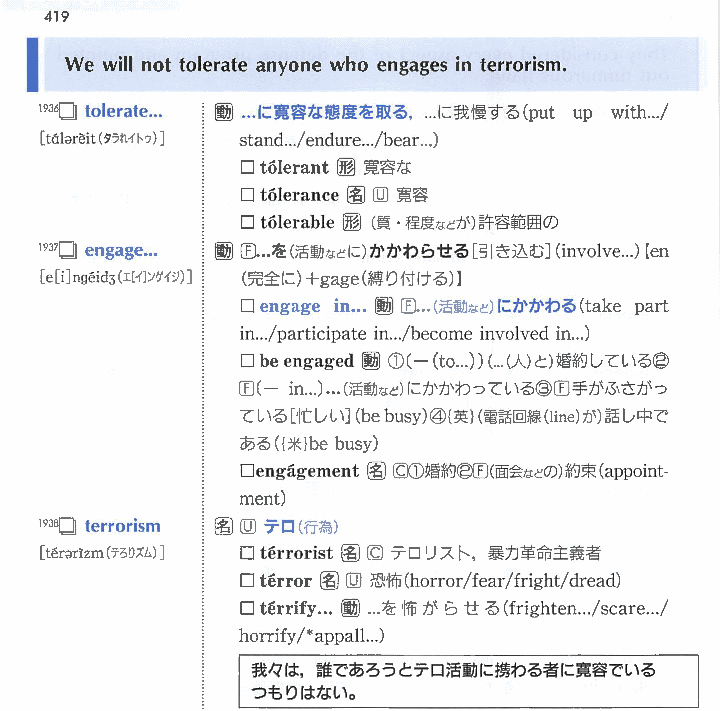 419
We will not tolerate anyone who engages in terrorism.
1936 □ tolerate... 動 ...に寛容な態度を取る, ...に我慢する(put up with.../
[tάlərèit(タラれイトゥ)] stand.../endure.../bear...)
□ tólerant 形 寛容な
□ tólerance 名 U 寛容
□ tólerable 形 (質・程度などが)許容範囲の
1937 □ engage... 動 F...を(活動などに)かかわらせる[引き込む](involve...)【en
[e[i]ngéidʒ(エ[イ]ンゲイジ)] (完全に)+gage(縛り付ける)】
□ engage in... 動 F...(活動など)にかかわる(take part
in.../participate in.../become involved in...)
□ be engaged 動 ①(—(to...))(...(人)と)婚約している②
F(— in...)...(活動など)にかかわっている③F手がふさがっ
ている[忙しい](be busy)④{英}(電話回線(line)が)話し中で
ある({米}be busy)
□engágement 名 C①婚約②F(面会などの)約束(appoint-
ment)
1938 □ terrorism 名 U テロ(行為)
[térərìzm(テろりズム)] □ térrorist 名 C テロリスト, 暴力革命主義者
□ térror 名 U 恐怖(horror/fear/fright/dread)
□ térrify... 動 ...を怖がらせる(frighten.../scare.../
horrify/*appall...)
我々は，誰であろうとテロ活動に携わる者に寛容でいる
つもりはない。